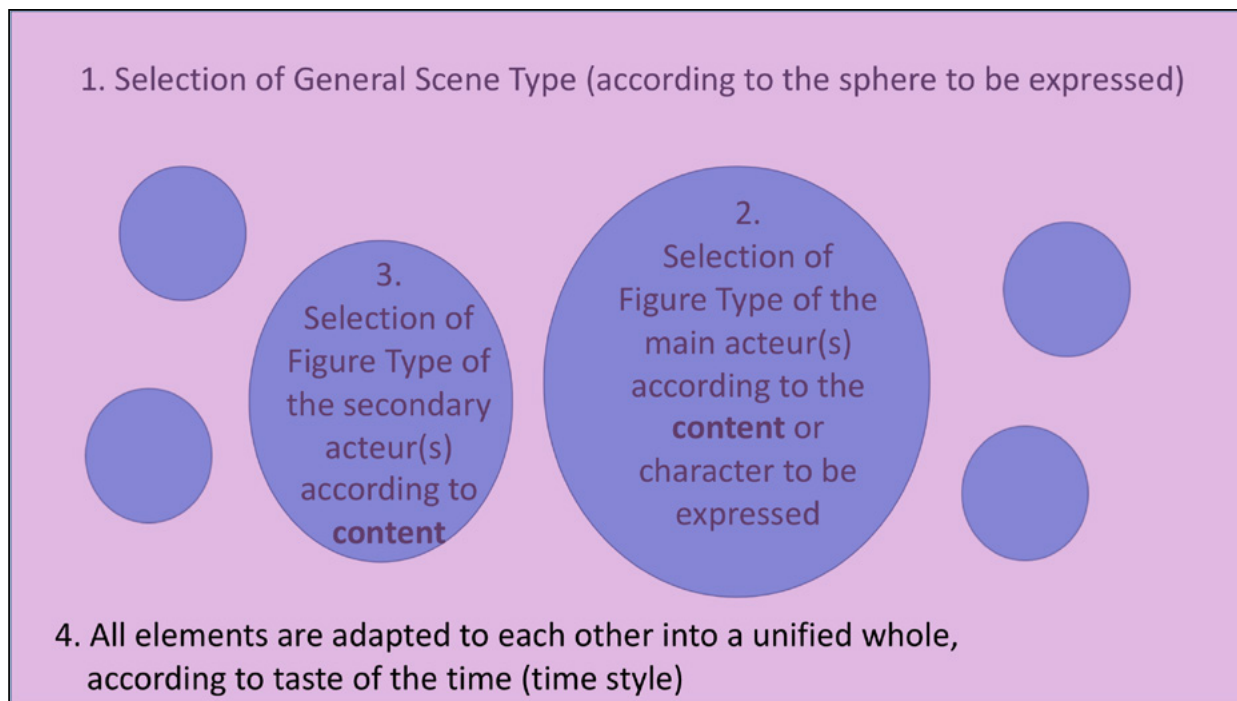 1. Selection of General Scene Type (according to the sphere to be expressed)
3.
Selection of
Figure Type of
the secondary
acteur(s)
according to
content
2.
Selection of
Figure Type of the
main acteur(s)
according to the
content or
character to be
expressed
4. All elements are adapted to each other into a unified whole,
according to taste of the time (time style)